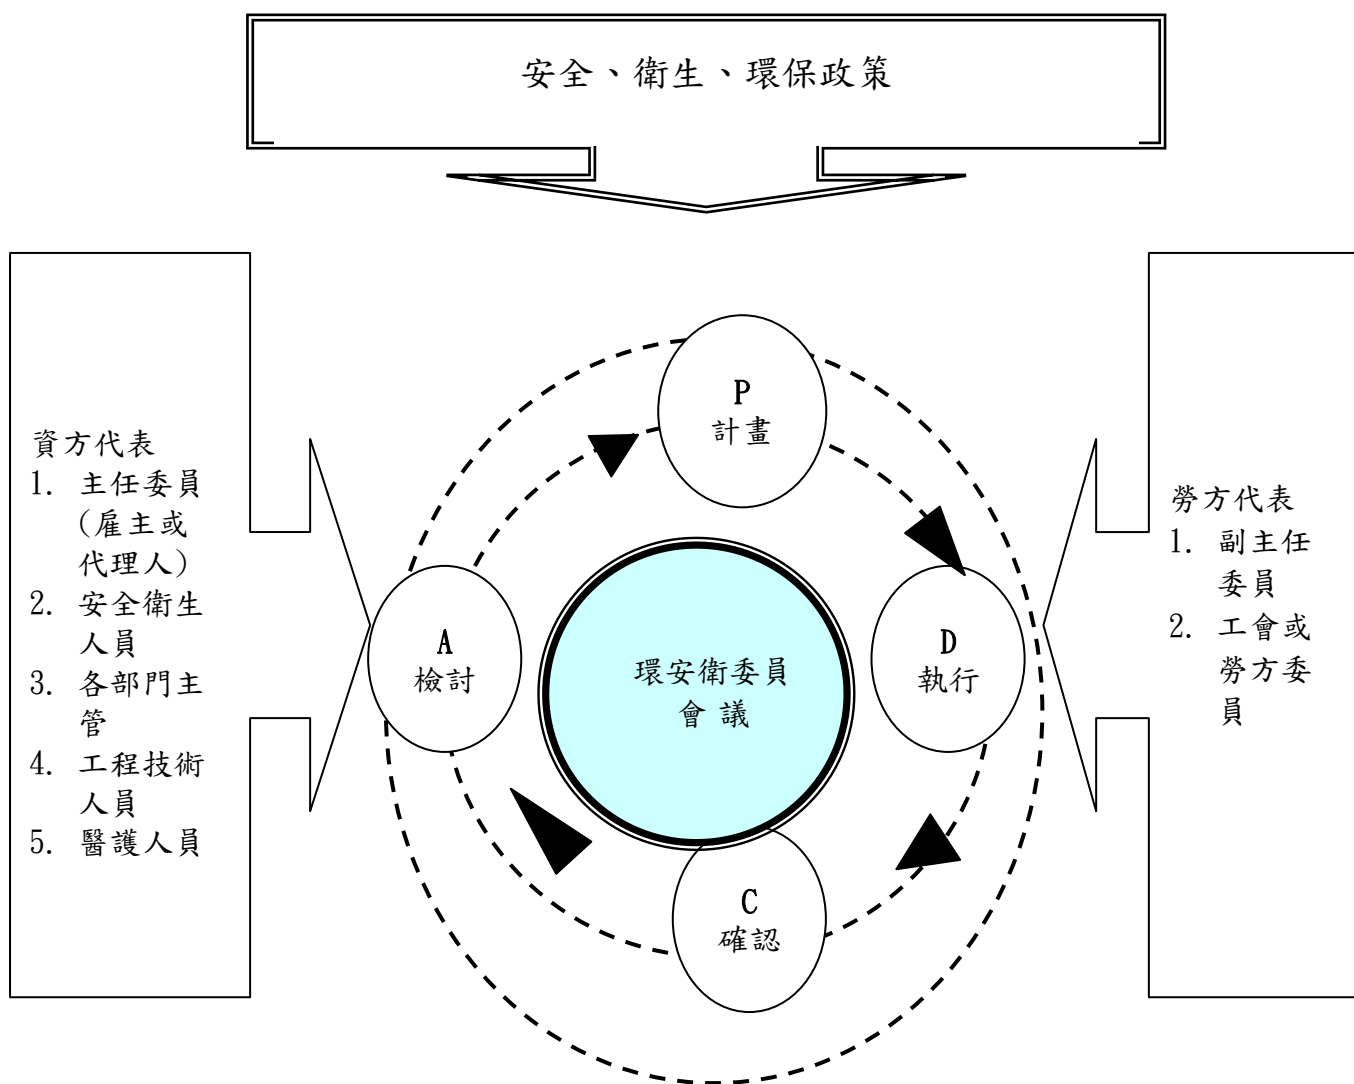 安全、衛生、環保政策
資方代表
1. 主任委員
(雇主或
代理人)
2. 安全衛生
人員
3. 各部門主
管
4. 工程技術
人員
5. 醫護人員
P
計畫
A
檢討
環安衛委員
會 議
D
執行
C
確認
勞方代表
1. 副主任
委員
2. 工會或
勞方委
員